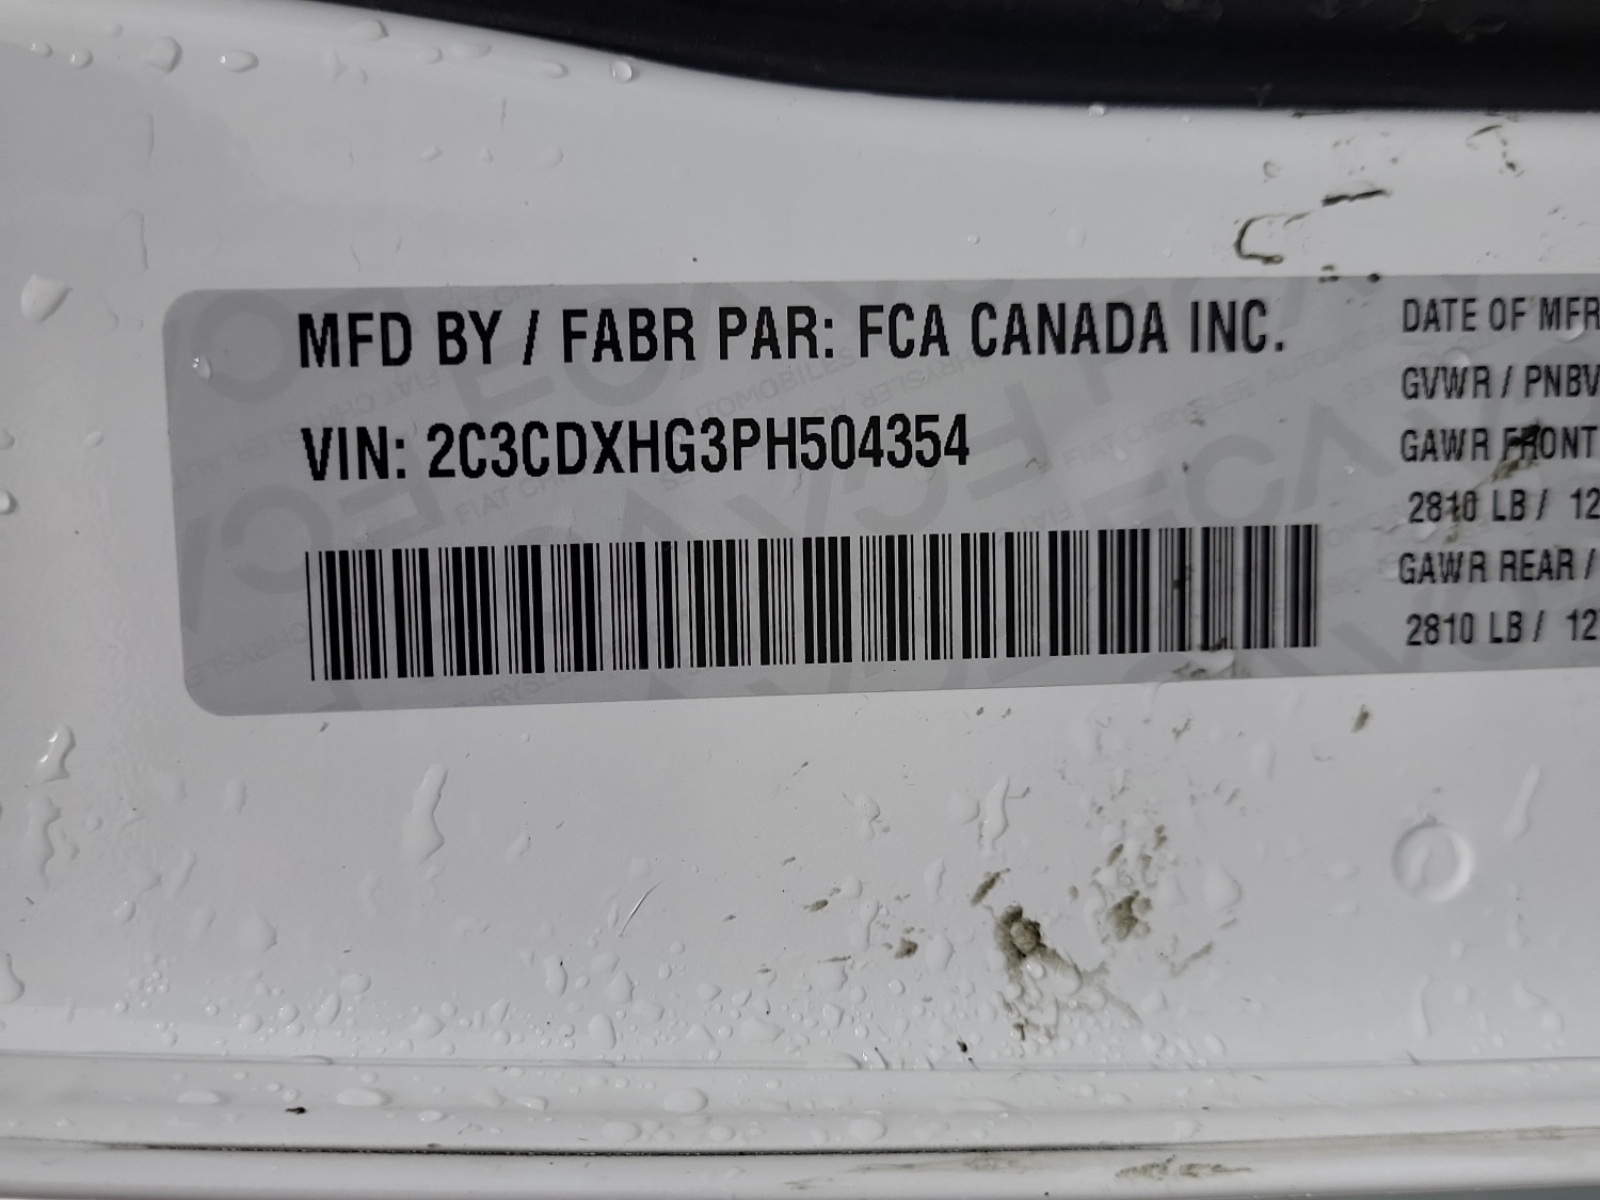 MFD BY / FABR PAR: FCA CANADA INC.
VIN: 2C3CDXHG3PH504354
DATE OF MFR
GVWR / PNBV
GAWR FRONT
2810 LB / 12
GAWR REAR /
2810 LB / 12